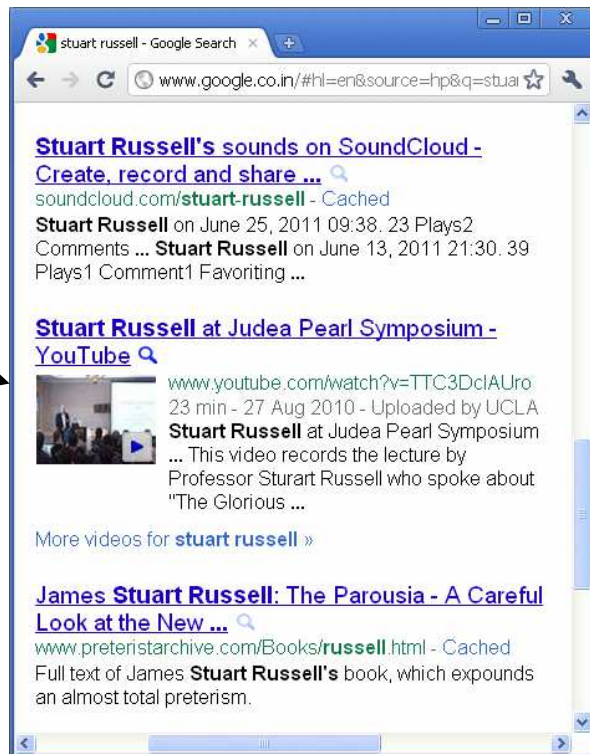 stuart russell - Google Search
www.google.co.in/#hl=en&source=hp&q=stuar
Stuart Russell's sounds on SoundCloud -
Create, record and share ...
soundcloud.com/stuart-russell - Cached
Stuart Russell on June 25, 2011 09:38. 23 Plays2
Comments ... Stuart Russell on June 13, 2011 21:30. 39
Plays1 Comment1 Favoriting ...
Stuart Russell at Judea Pearl Symposium -
YouTube
www.youtube.com/watch?v=TTC3DclAUro
23 min - 27 Aug 2010 - Uploaded by UCLA
Stuart Russell at Judea Pearl Symposium
... This video records the lecture by
Professor Sturart Russell who spoke about
"The Glorious ...
More videos for stuart russell »
James Stuart Russell: The Parousia - A Careful
Look at the New ...
www.preteristarchive.com/Books/russell.html - Cached
Full text of James Stuart Russell's book, which expounds
an almost total preterism.